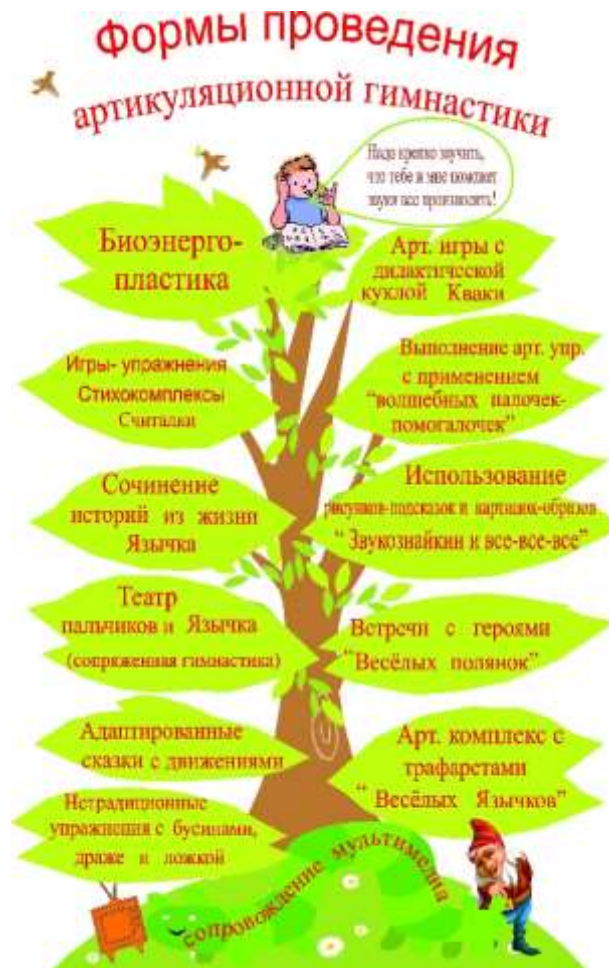 Формы проведения
артикуляционной гимнастики
Надо крепко заучить,
что тебе и мне поможет
звуки все произносить!
Биоэнерго-
пластика
Арт. игры с
дидактической
куклой Кваки
Игры- упражнения
Стихокомплексы
Считалки
Выполнение арт. упр.
с применением
"волшебных палочек-
помогалочек"
Сочинение
историй из жизни
Язычка
Использование
рисунков-подсказок и картинок-образов
" Звукознайкин и все-все-все"
Театр
пальчиков и Язычка
(сопряженная гимнастика)
Встречи с героями
"Весёлых полянок"
Адаптированные
сказки с движениями
Арт. комплекс с
трафаретами
" Весёлых Язычков"
Нетрадиционные
упражнения с бусинами,
драже и ложкой
сопровождение мультимедиа